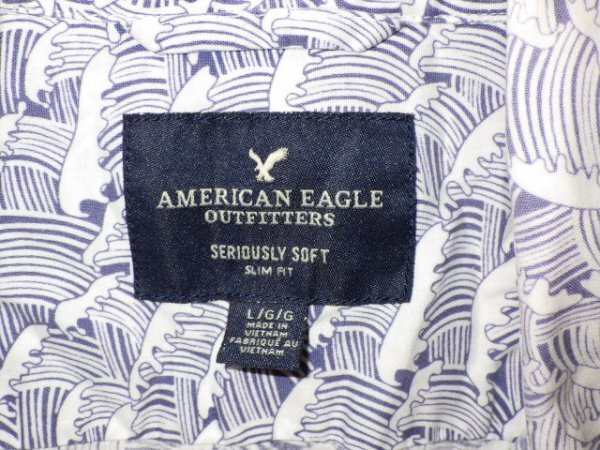 AMERICAN EAGLE
OUTFITTERS
SERIOUSLY SOFT
SLIM FIT
L/G/G
MADE IN
VIETNAM
FABRIQUÉ AU
VIETNAM